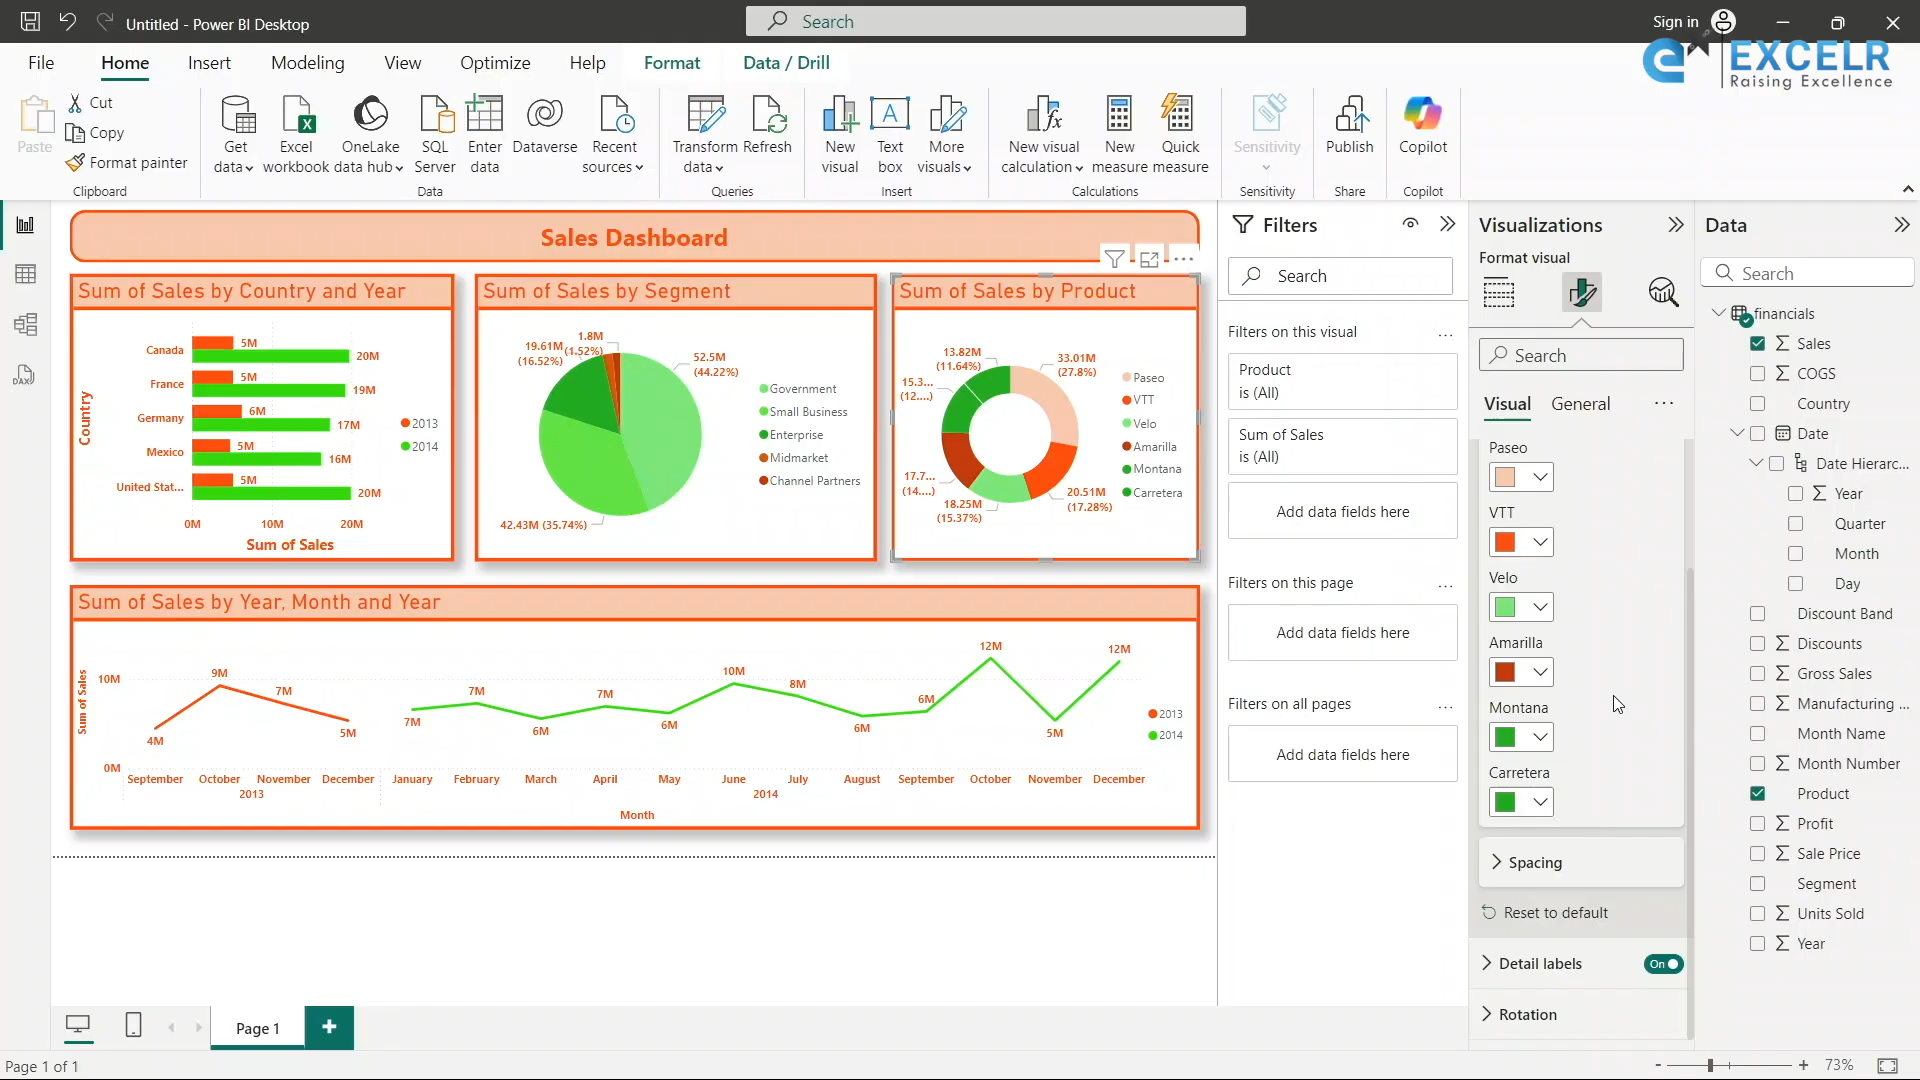 Untitled - Power BI Desktop
Search
Sign in
EXCELR
Raising Excellence
File
Home
Insert
Modeling
View
Optimize
Help
Format
Data / Drill
Paste
Cut
Copy
Format painter
Clipboard
Get data
Excel workbook
OneLake data hub
SQL Server
Enter data
Dataverse
Recent sources
Data
Transform data
Refresh
Queries
New visual
Text box
More visuals
Insert
New visual calculation
New measure
Quick measure
Calculations
Sensitivity
Sensitivity
Publish
Share
Copilot
Copilot
Sales Dashboard
Sum of Sales by Country and Year
Country
Canada
5M
20M
France
5M
19M
Germany
6M
17M
Mexico
5M
16M
United Stat...
5M
20M
0M
10M
20M
Sum of Sales
2013
2014
Sum of Sales by Segment
1.8M
(1.52%)
19.61M
(16.52%)
52.5M
(44.22%)
42.43M (35.74%)
Government
Small Business
Enterprise
Midmarket
Channel Partners
Sum of Sales by Product
13.82M
(11.64%)
33.01M
(27.8%)
15.3...
(12....)
17.7...
(14....)
18.25M
(15.37%)
20.51M
(17.28%)
Paseo
VTT
Velo
Amarilla
Montana
Carretera
Sum of Sales by Year, Month and Year
Sum of Sales
10M
0M
4M
9M
7M
5M
7M
7M
6M
7M
6M
10M
8M
6M
6M
12M
5M
12M
September
October
November
December
January
February
March
April
May
June
July
August
September
October
November
December
2013
2014
Month
2013
2014
Filters
Search
Filters on this visual
...
Product
is (All)
Sum of Sales
is (All)
Add data fields here
Filters on this page
...
Add data fields here
Filters on all pages
...
Add data fields here
Visualizations
Format visual
Search
Visual
General
...
Paseo
VTT
Velo
Amarilla
Montana
Carretera
Spacing
Reset to default
Detail labels
On
Rotation
Data
Search
financials
Sales
COGS
Country
Date
Date Hierarc...
Year
Quarter
Month
Day
Discount Band
Discounts
Gross Sales
Manufacturing ...
Month Name
Month Number
Product
Profit
Sale Price
Segment
Units Sold
Year
Page 1
Page 1 of 1
73%